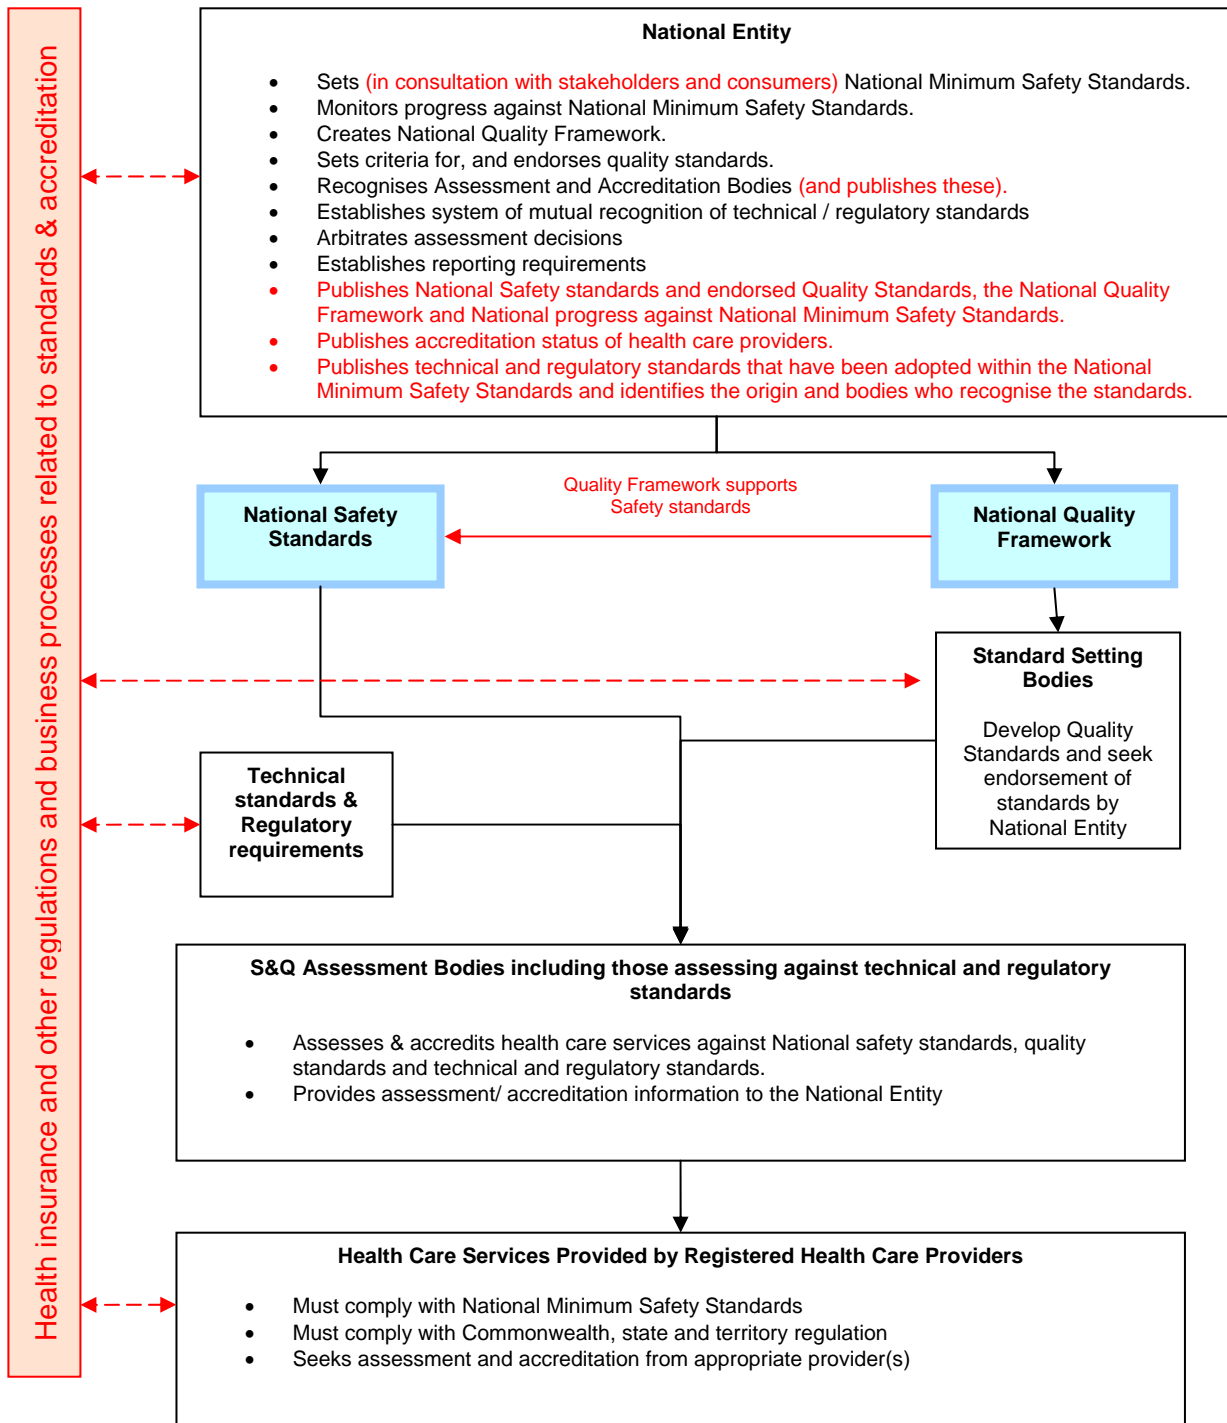 Health insurance and other regulations and business processes related to standards & accreditation
National Entity
• Sets (in consultation with stakeholders and consumers) National Minimum Safety Standards.
• Monitors progress against National Minimum Safety Standards.
• Creates National Quality Framework.
• Sets criteria for, and endorses quality standards.
• Recognises Assessment and Accreditation Bodies (and publishes these).
• Establishes system of mutual recognition of technical / regulatory standards
• Arbitrates assessment decisions
• Establishes reporting requirements
• Publishes National Safety standards and endorsed Quality Standards, the National Quality
Framework and National progress against National Minimum Safety Standards.
• Publishes accreditation status of health care providers.
• Publishes technical and regulatory standards that have been adopted within the National
Minimum Safety Standards and identifies the origin and bodies who recognise the standards.
National Safety
Standards
Quality Framework supports
Safety standards
National Quality
Framework
Standard Setting
Bodies
Develop Quality
Standards and seek
endorsement of
standards by
National Entity
Technical
standards &
Regulatory
requirements
S&Q Assessment Bodies including those assessing against technical and regulatory
standards
• Assesses & accredits health care services against National safety standards, quality
standards and technical and regulatory standards.
• Provides assessment/ accreditation information to the National Entity
Health Care Services Provided by Registered Health Care Providers
• Must comply with National Minimum Safety Standards
• Must comply with Commonwealth, state and territory regulation
• Seeks assessment and accreditation from appropriate provider(s)